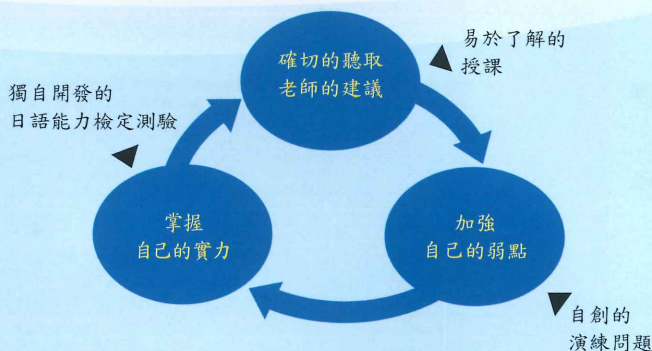 確切的聽取
老師的建議
易於了解的
授課
獨自開發的
日語能力檢定測驗
掌握
自己的實力
加強
自己的弱點
自創的
演練問題